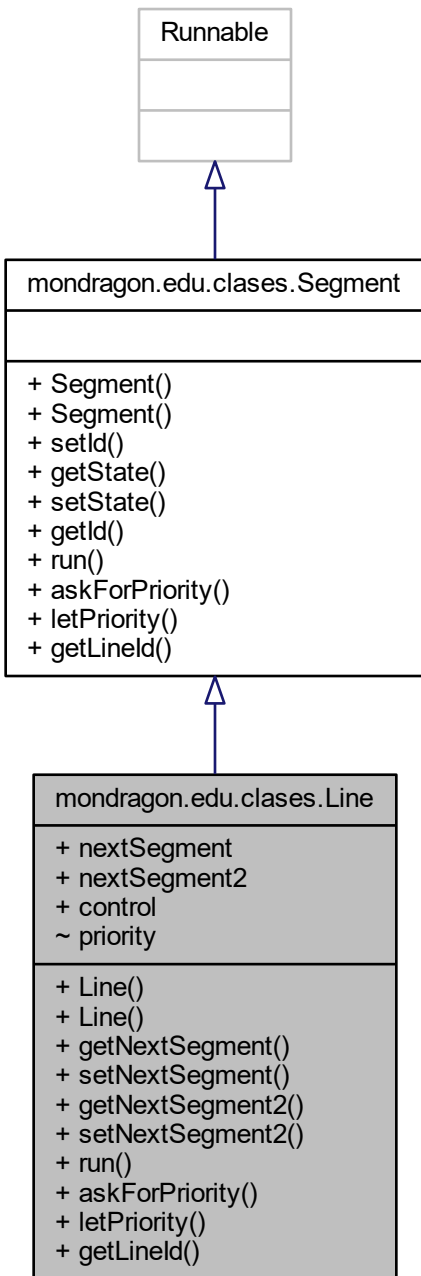 Runnable
mondragon.edu.clases.Segment
+ Segment()
+ Segment()
+ setId()
+ getState()
+ setState()
+ getId()
+ run()
+ askForPriority()
+ letPriority()
+ getLineId()
mondragon.edu.clases.Line
+ nextSegment
+ nextSegment2
+ control
~ priority
+ Line()
+ Line()
+ getNextSegment()
+ setNextSegment()
+ getNextSegment2()
+ setNextSegment2()
+ run()
+ askForPriority()
+ letPriority()
+ getLineId()